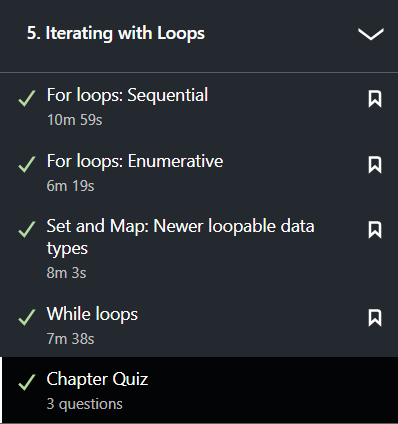 5. Iterating with Loops
For loops: Sequential
10m 59s
For loops: Enumerative
6m 19s
Set and Map: Newer loopable data
types
8m 3s
While loops
7m 38s
Chapter Quiz
3 questions